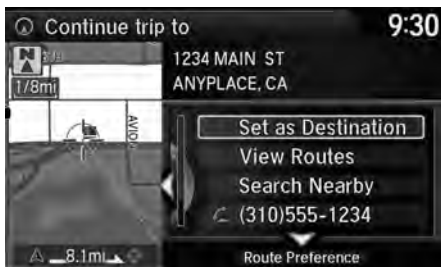 Continue trip to
9:30
N
1/8mi
1234 MAIN ST
ANYPLACE, CA
Set as Destination
View Routes
Search Nearby
(310)555-1234
8.1mi
Route Preference